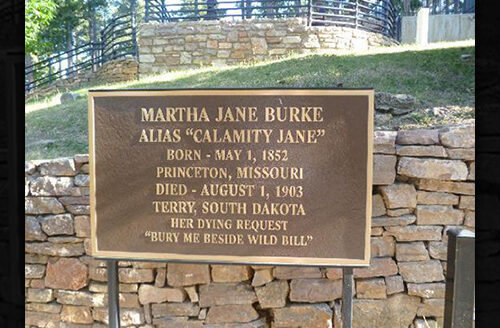 MARTHA JANE BURKE
ALIAS "CALAMITY JANE"
BORN - MAY 1, 1852
PRINCETON, MISSOURI
DIED - AUGUST 1, 1903
TERRY, SOUTH DAKOTA
HER DYING REQUEST
"BURY ME BESIDE WILD BILL"